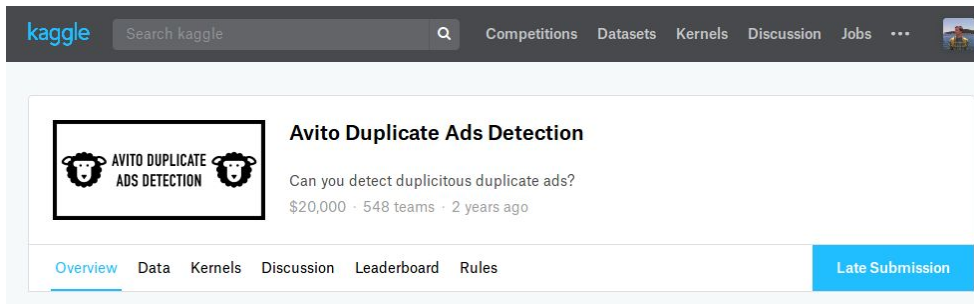 kaggle Search kaggle Competitions Datasets Kernels Discussion Jobs
AVITO DUPLICATE
ADS DETECTION
Avito Duplicate Ads Detection
Can you detect duplicitous duplicate ads?
$20,000 · 548 teams · 2 years ago
Overview Data Kernels Discussion Leaderboard Rules Late Submission